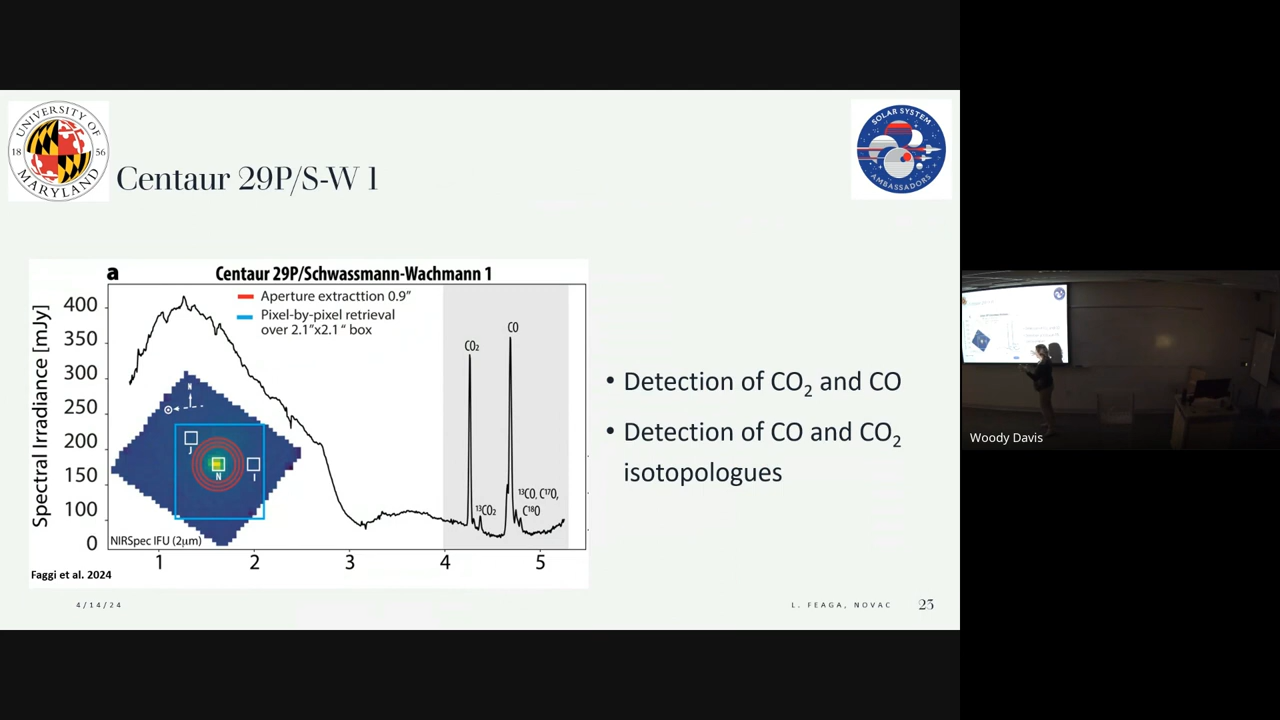 UNIVERSITY OF
18 56
MARYLAND
SOLAR SYSTEM
AMBASSADORS
Centaur 29P/S-W 1
a
Centaur 29P/Schwassmann-Wachmann 1
Spectral Irradiance [mJy]
400
350
300
250
200
150
100
0
Aperture extracttion 0.9"
Pixel-by-pixel retrieval
over 2.1"x2.1" box
CO₂
CO
¹³CO₂
¹³CO, C¹⁷O,
C¹⁸O
N
J
N
I
NIRSpec IFU (2μm)
1 2 3 4 5
Faggi et al. 2024
• Detection of CO₂ and CO
• Detection of CO and CO₂
isotopologues
4/14/24
L. FEAGA, NOVAC
23
Woody Davis